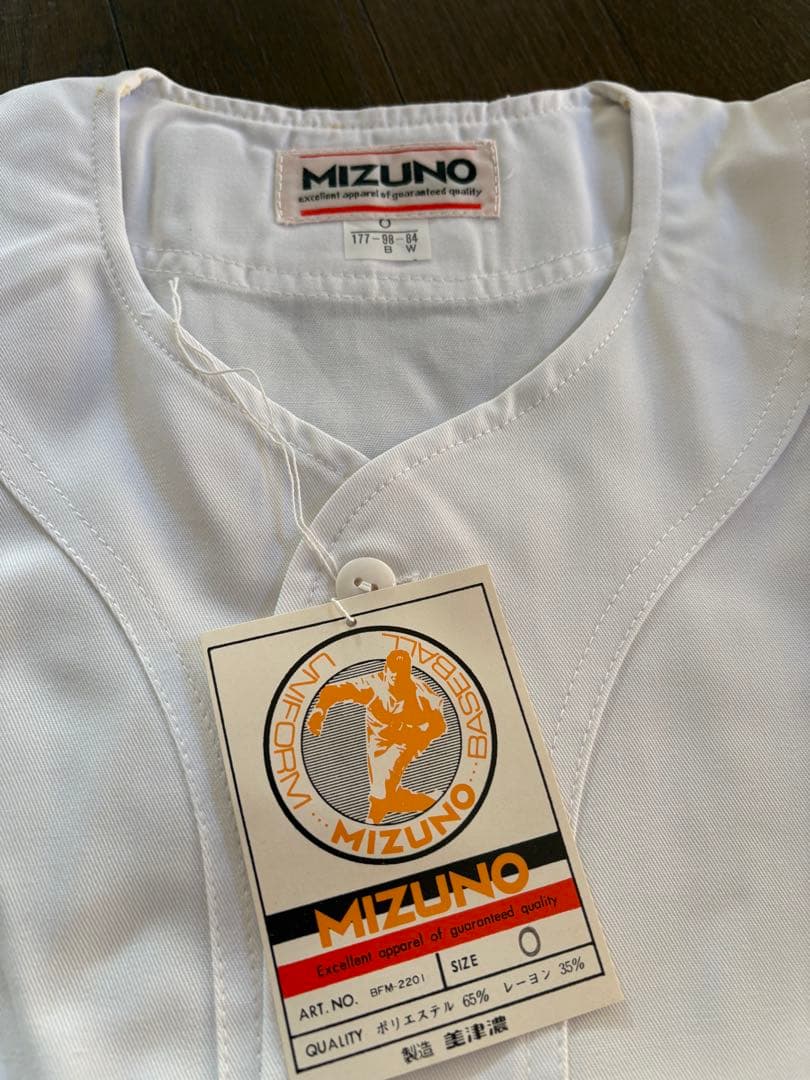 MIZUNO
excellent apparel of guaranteed quality
O
177-98-84
B W
UNIFORM BASEBALL
MIZUNO
MIZUNO
Excellent apparel of guaranteed quality
ART. NO. BFM-2201 SIZE O
QUALITY ポリエステル 65% レーヨン 35%
製造 美津濃